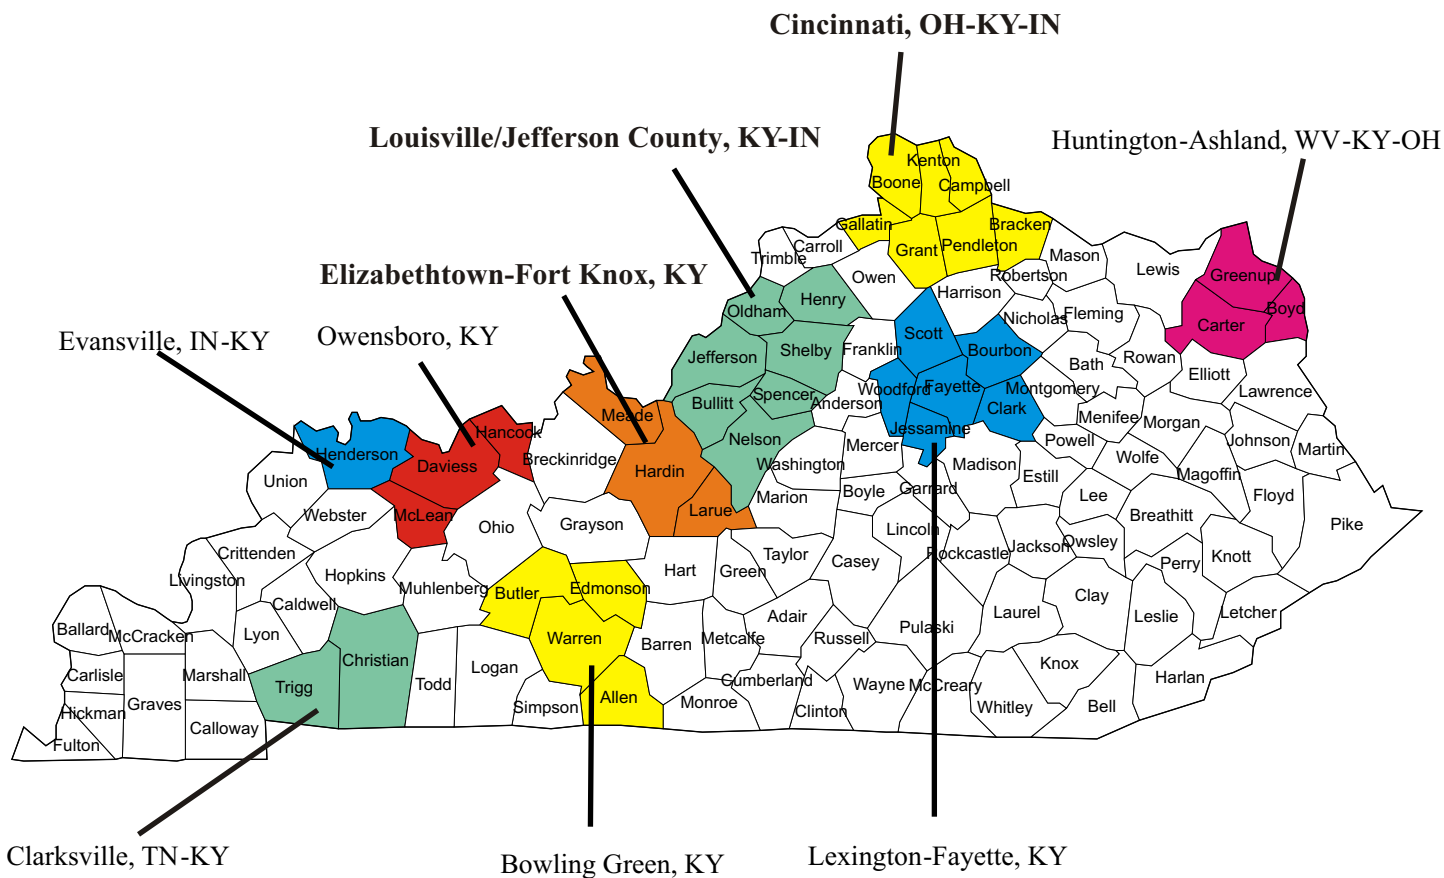 Cincinnati, OH-KY-IN
Louisville/Jefferson County, KY-IN
Huntington-Ashland, WV-KY-OH
Elizabethtown-Fort Knox, KY
Evansville, IN-KY
Owensboro, KY
Kenton
Boone
Campbell
Gallatin
Bracken
Grant
Pendleton
Carroll
Trimble
Mason
Lewis
Greenup
Owen
Robertson
Harrison
Henry
Oldham
Boyd
Nicholas
Fleming
Carter
Scott
Franklin
Shelby
Jefferson
Bourbon
Rowan
Bath
Elliott
Lawrence
Woodford
Fayette
Montgomery
Spencer
Bullitt
Anderson
Clark
Meade
Menifee
Morgan
Jessamine
Hancock
Nelson
Mercer
Powell
Johnson
Martin
Henderson
Daviess
Breckinridge
Hardin
Washington
Madison
Wolfe
Magoffin
Estill
Union
Marion
Boyle
Garrard
Lee
Floyd
Webster
McLean
Ohio
Grayson
Larue
Lincoln
Breathitt
Pike
Crittenden
Taylor
Casey
Rockcastle
Jackson
Owsley
Knott
Perry
Livingston
Hopkins
Muhlenberg
Butler
Edmonson
Hart
Green
Caldwell
Clay
Laurel
Leslie
Letcher
Ballard
McCracken
Lyon
Warren
Barren
Metcalfe
Adair
Russell
Pulaski
Christian
Logan
Knox
Carlisle
Marshall
Trigg
Todd
Cumberland
Wayne
McCreary
Harlan
Graves
Hickman
Simpson
Allen
Monroe
Clinton
Whitley
Bell
Calloway
Fulton
Clarksville, TN-KY
Bowling Green, KY
Lexington-Fayette, KY